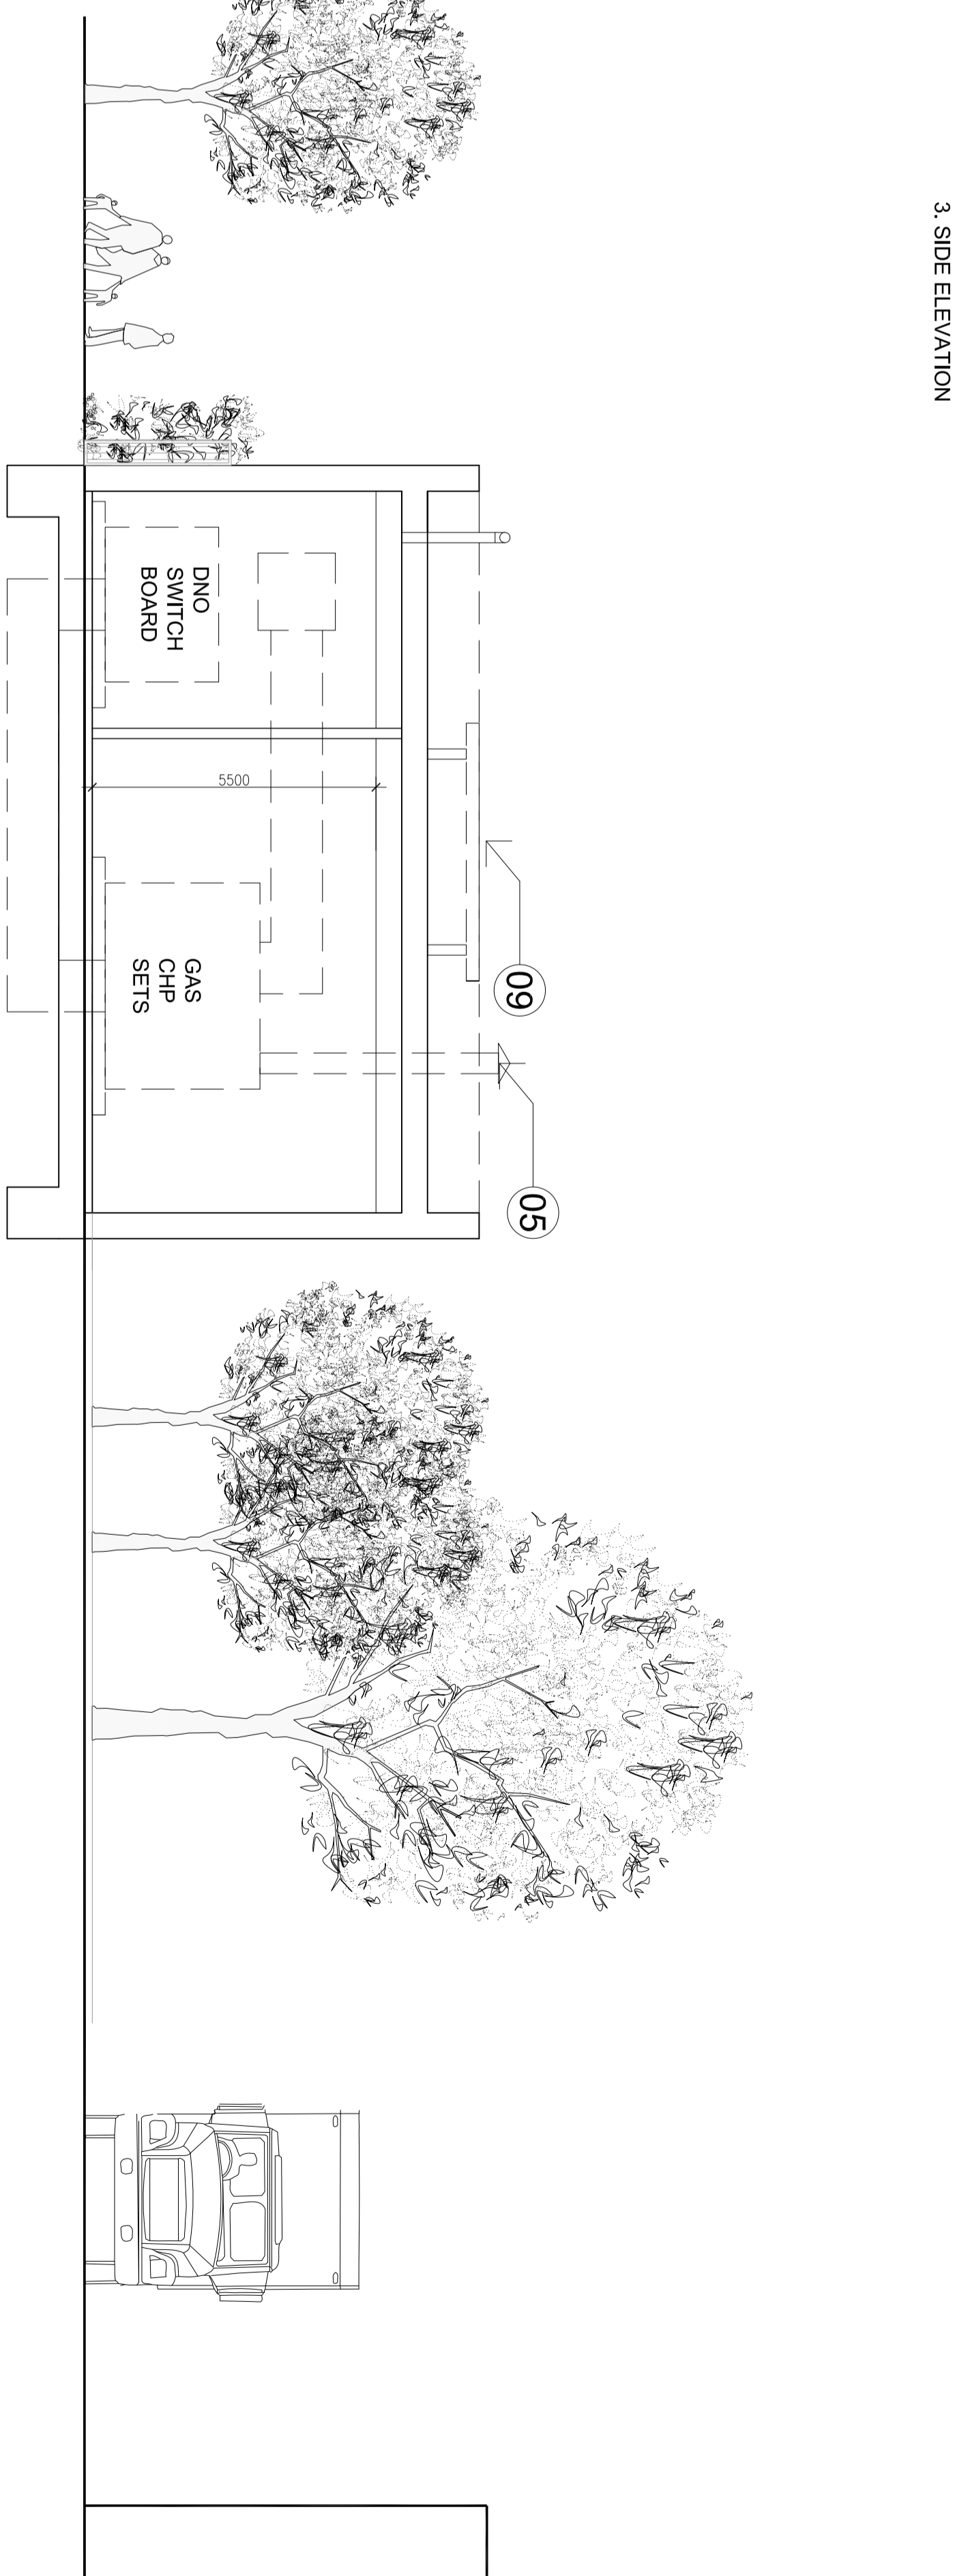 3. SIDE ELEVATION
09
05
DNO
SWITCH
BOARD
5500
GAS
CHP
SETS